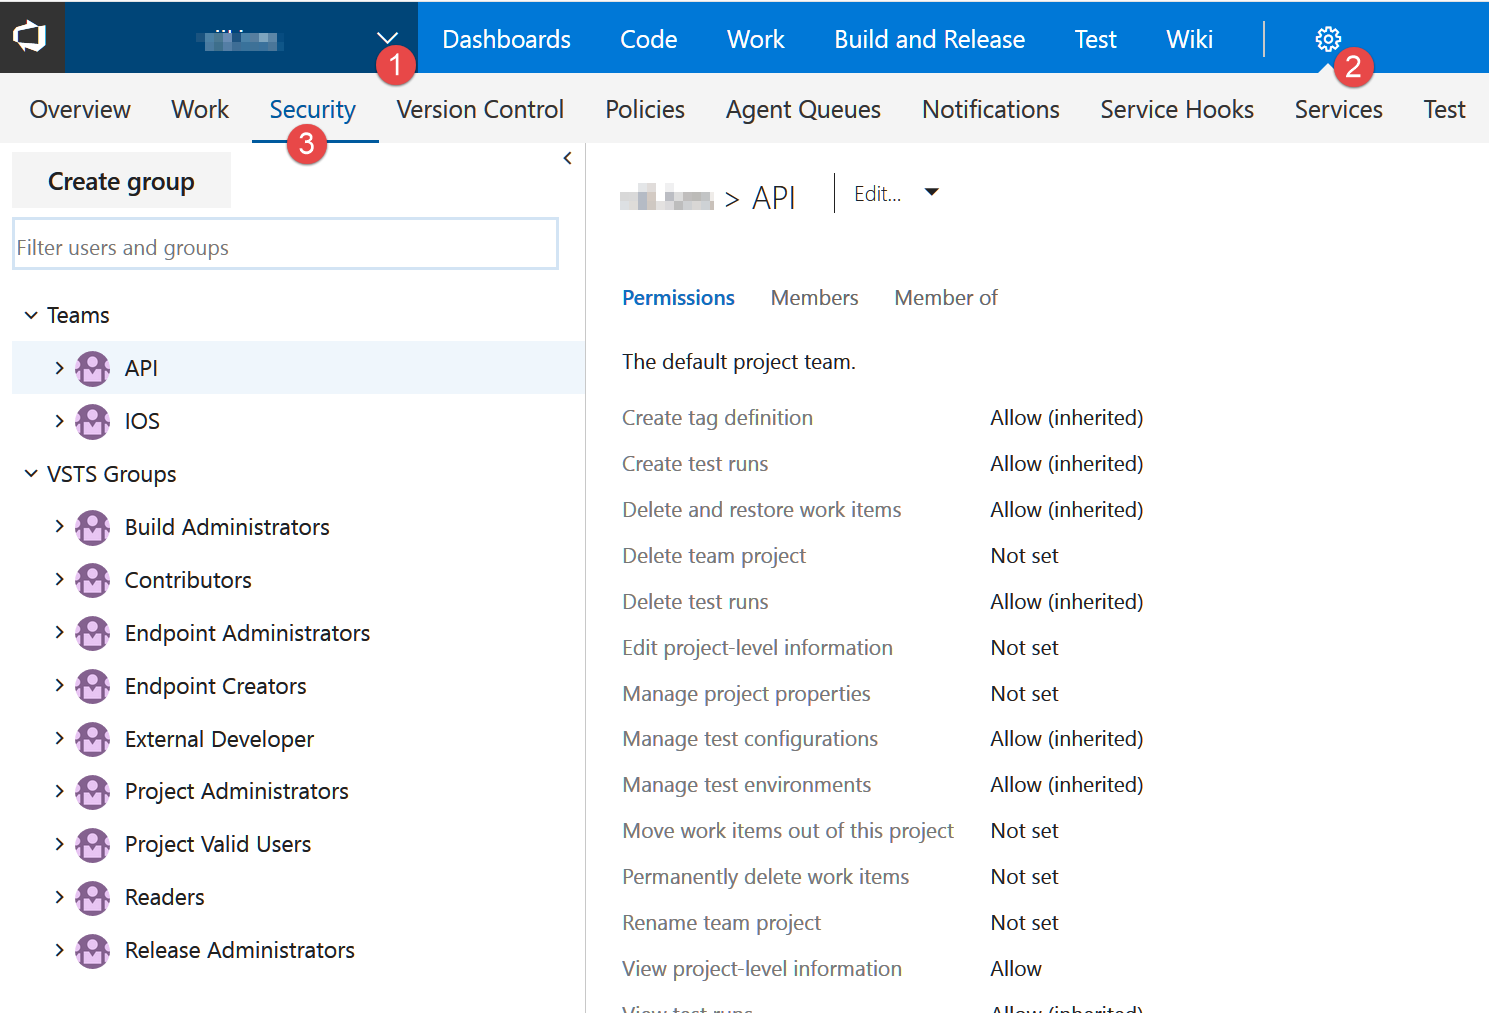 Dashboards Code Work Build and Release Test Wiki
1 2
Overview Work Security Version Control Policies Agent Queues Notifications Service Hooks Services Test
3
Create group
Filter users and groups
Teams
API
IOS
VSTS Groups
Build Administrators
Contributors
Endpoint Administrators
Endpoint Creators
External Developer
Project Administrators
Project Valid Users
Readers
Release Administrators
> API Edit...
Permissions Members Member of
The default project team.
Create tag definition Allow (inherited)
Create test runs Allow (inherited)
Delete and restore work items Allow (inherited)
Delete team project Not set
Delete test runs Allow (inherited)
Edit project-level information Not set
Manage project properties Not set
Manage test configurations Allow (inherited)
Manage test environments Allow (inherited)
Move work items out of this project Not set
Permanently delete work items Not set
Rename team project Not set
View project-level information Allow
View test runs Allow (inherited)